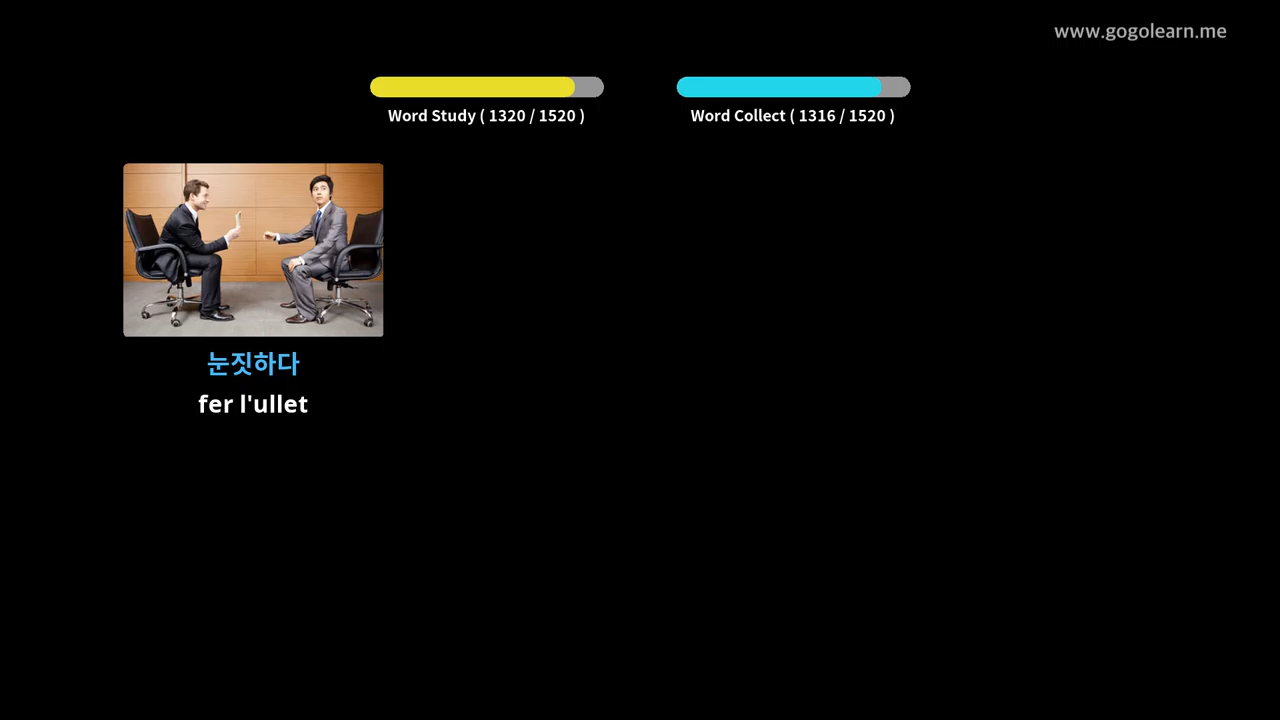 www.gogolearn.me
Word Study ( 1320 / 1520 )
Word Collect ( 1316 / 1520 )
눈짓하다
fer l'ullet